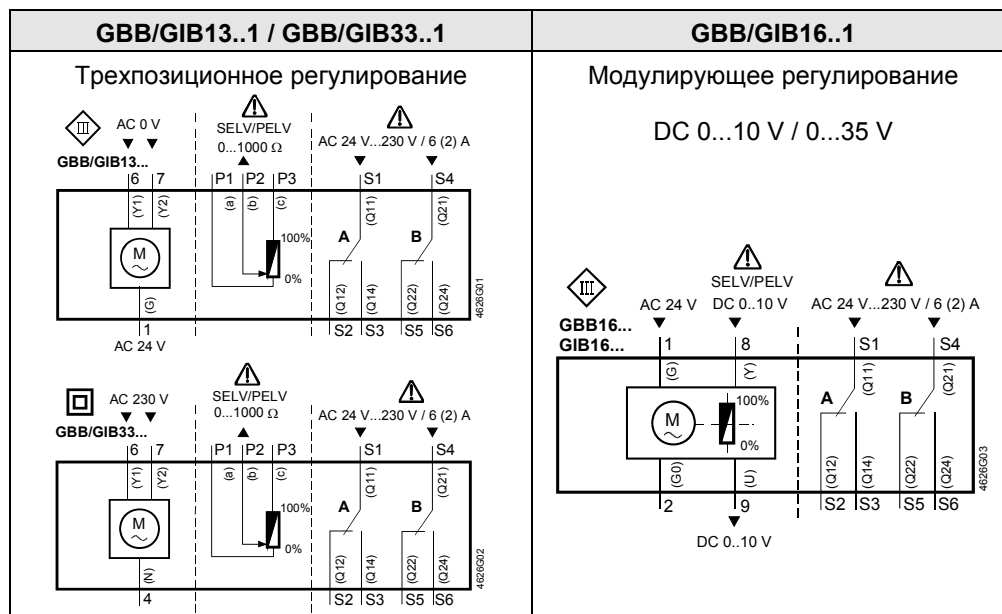 GBB/GIB13..1 / GBB/GIB33..1
Трехпозиционное регулирование
III
AC 0 V
SELV/PELV
0...1000 Ω
AC 24 V...230 V / 6 (2) A
GBB/GIB13...
6 7 P1 P2 P3 S1 S4
(Y1) (Y2) (a) (b) (c) (Q11) (Q21)
M
100%
0%
A B
(G) (Q12) (Q14) (Q22) (Q24)
1 S2 S3 S5 S6
AC 24 V
4626G01
AC 230 V
SELV/PELV
0...1000 Ω
AC 24 V...230 V / 6 (2) A
GBB/GIB33...
6 7 P1 P2 P3 S1 S4
(Y1) (Y2) (a) (b) (c) (Q11) (Q21)
M
100%
0%
A B
(N) (Q12) (Q14) (Q22) (Q24)
4 S2 S3 S5 S6
4626G02
GBB/GIB16..1
Модулирующее регулирование
DC 0...10 V / 0...35 V
III
SELV/PELV
AC 24 V DC 0..10 V AC 24 V...230 V / 6 (2) A
GBB16...
GIB16...
1 8 S1 S4
(G) (Y) (Q11) (Q21)
M
100%
0%
A B
(G0) (U) (Q12) (Q14) (Q22) (Q24)
2 9 S2 S3 S5 S6
DC 0..10 V
4626G03